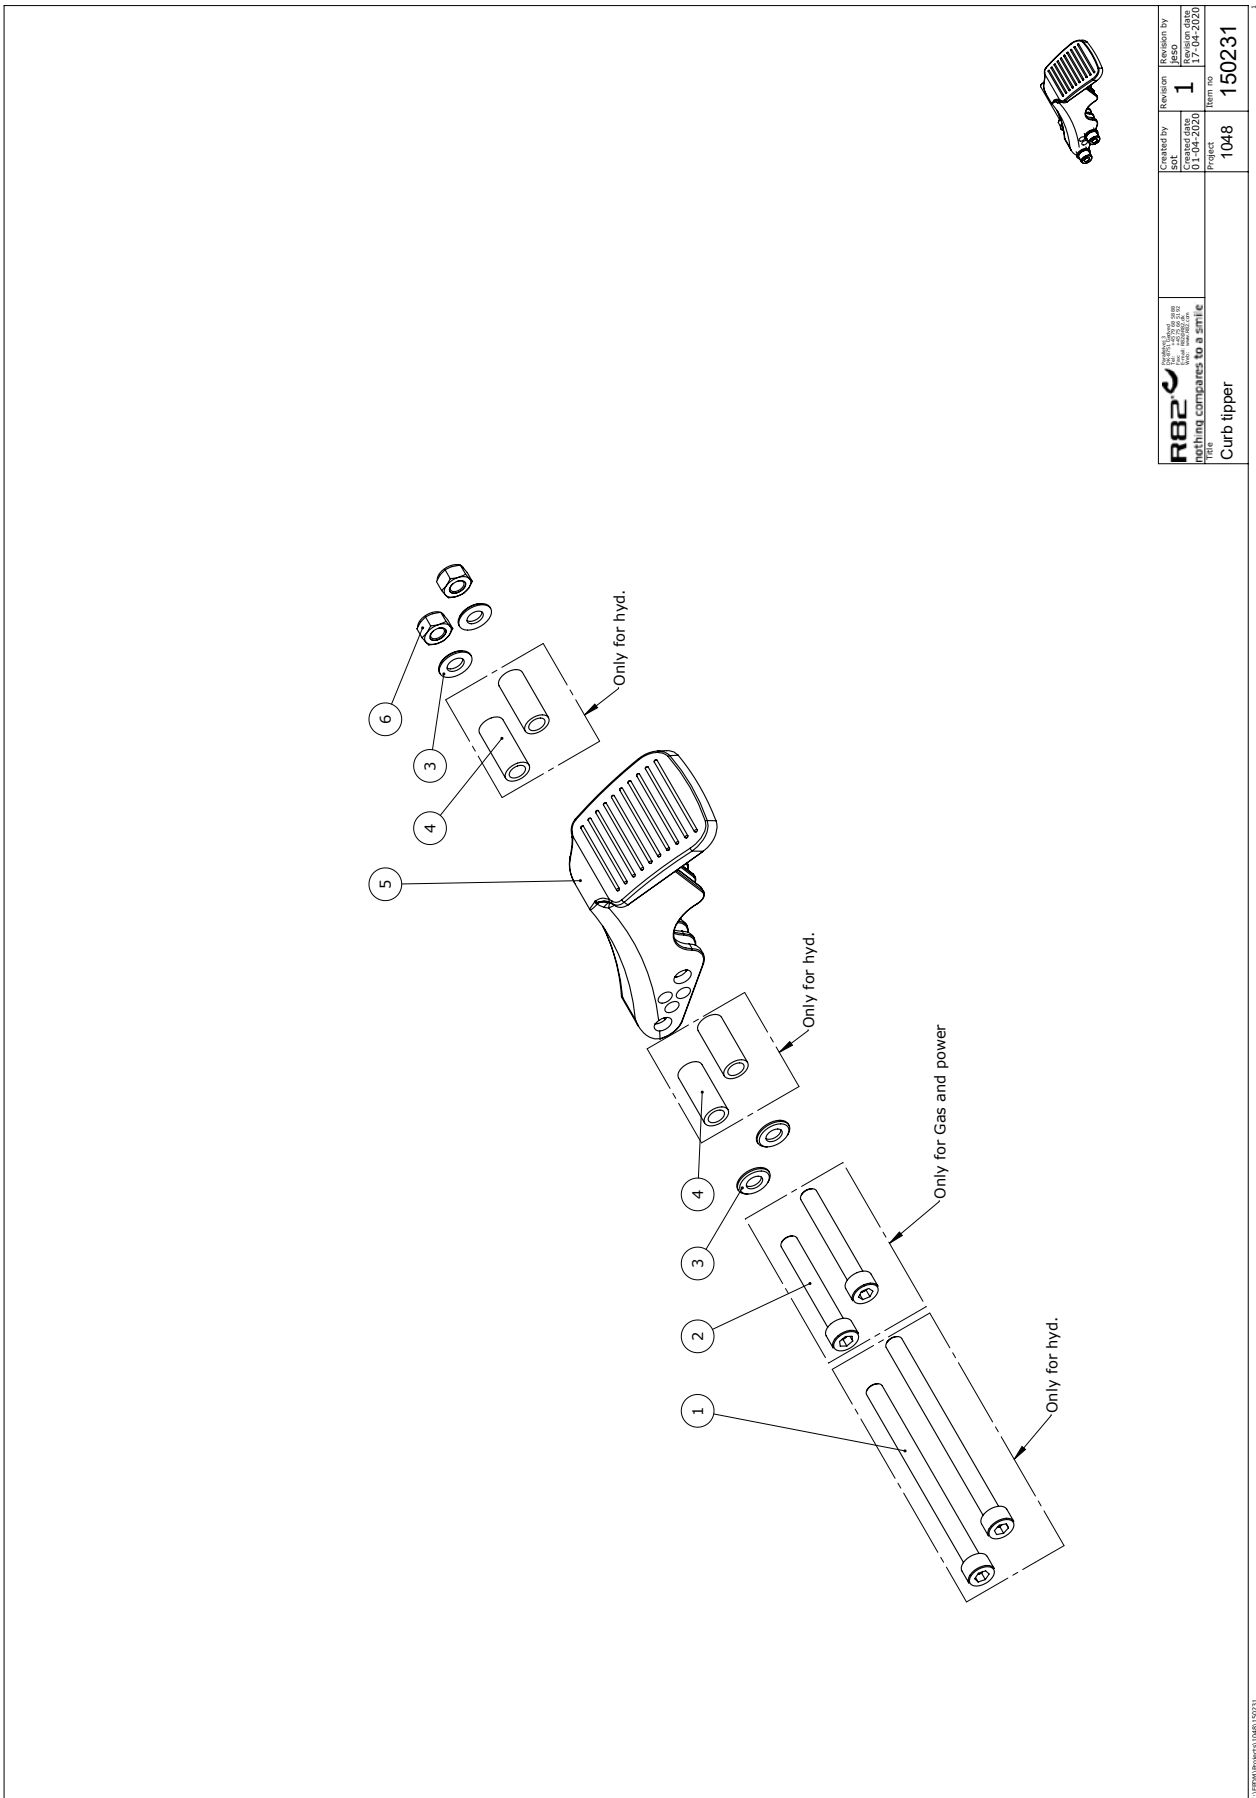 6
3
4
5
Only for hyd.
4
Only for hyd.
3
2
Only for Gas and power
1
Only for hyd.
R82
nothing compares to a smile
Created by
sot
Created date
01-04-2020
Revision
1
Revision by
jeso
Revision date
17-04-2020
Title
Curb tipper
Project
1048
Item no
150231
1